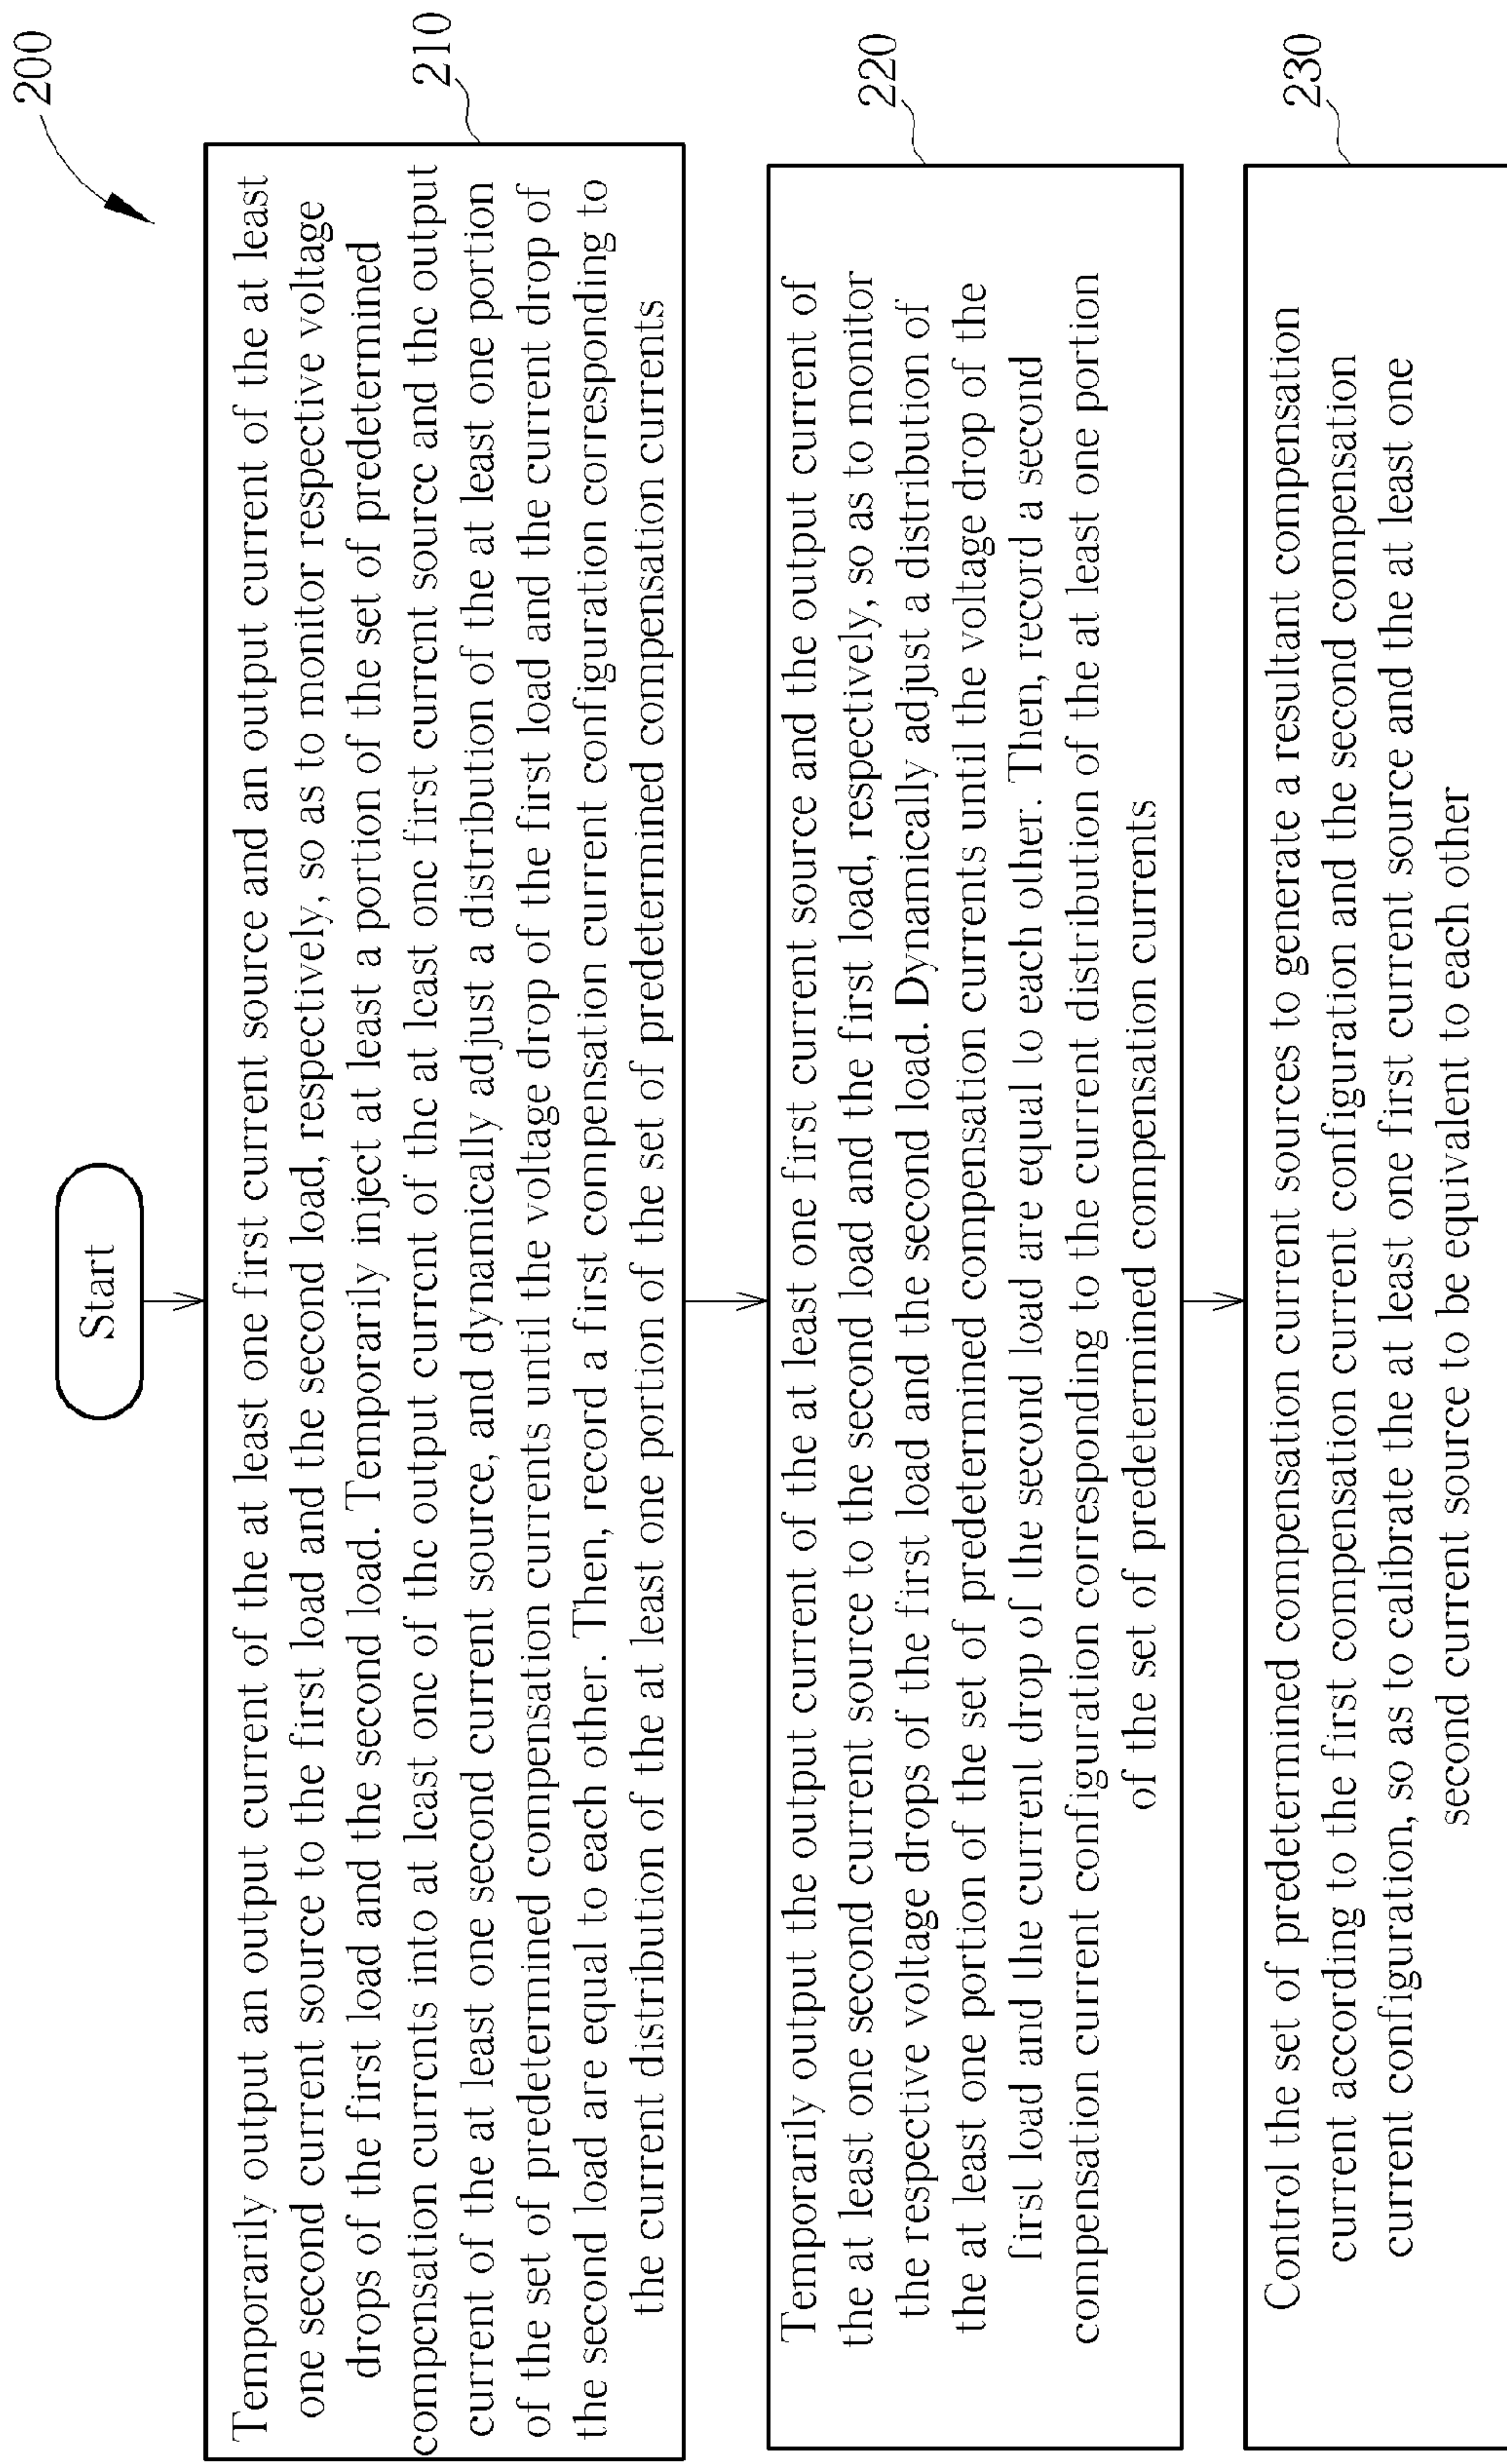 200
Start
Temporarily output an output current of the at least one first current source and an output current of the at least
one second current source to the first load and the second load, respectively, so as to monitor respective voltage
drops of the first load and the second load. Temporarily inject at least a portion of the set of predetermined
compensation currents into at least one of the output current of the at least one first current source and the output
current of the at least one second current source, and dynamically adjust a distribution of the at least one portion
of the set of predetermined compensation currents until the voltage drop of the first load and the current drop of
the second load are equal to each other. Then, record a first compensation current configuration corresponding to
the current distribution of the at least one portion of the set of predetermined compensation currents
210
Temporarily output the output current of the at least one first current source and the output current of
the at least one second current source to the second load and the first load, respectively, so as to monitor
the respective voltage drops of the first load and the second load. Dynamically adjust a distribution of
the at least one portion of the set of predetermined compensation currents until the voltage drop of the
first load and the current drop of the second load are equal to each other. Then, record a second
compensation current configuration corresponding to the current distribution of the at least one portion
of the set of predetermined compensation currents
220
Control the set of predetermined compensation current sources to generate a resultant compensation
current according to the first compensation current configuration and the second compensation
current configuration, so as to calibrate the at least one first current source and the at least one
second current source to be equivalent to each other
230